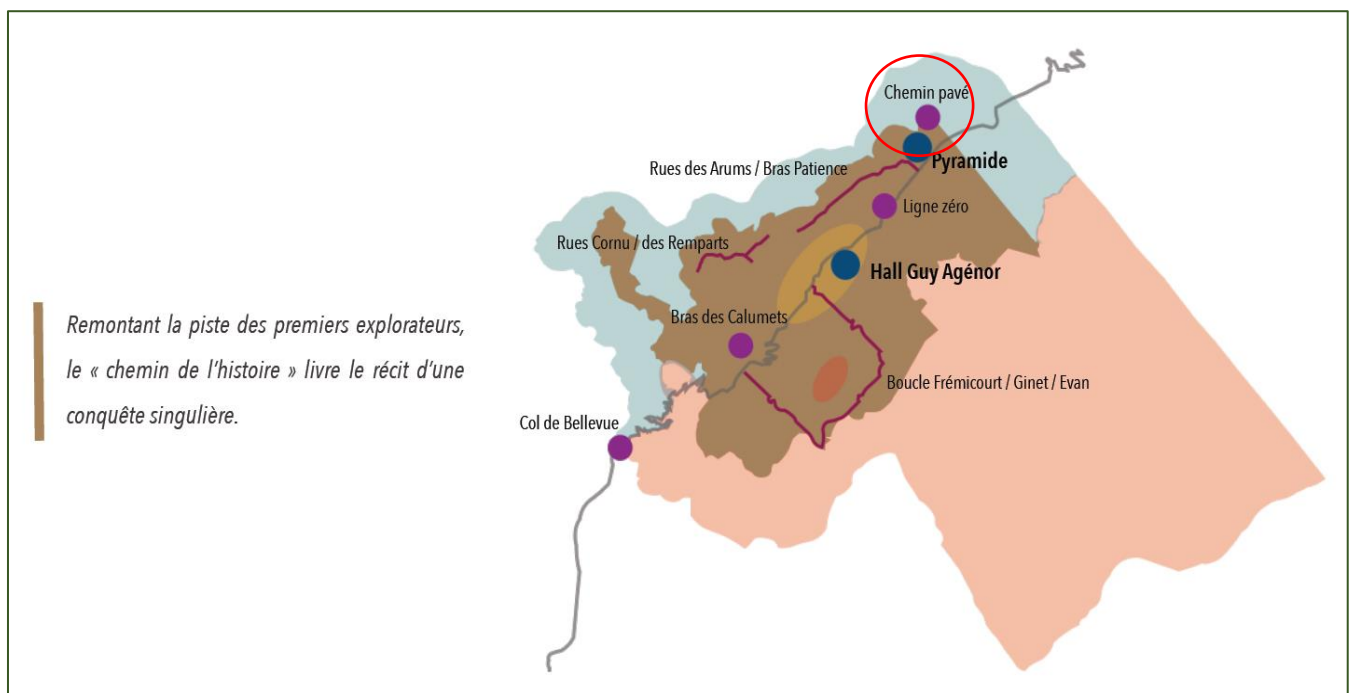 Chemin pavé
Pyramide
Rues des Arums / Bras Patience
Ligne zéro
Rues Cornu / des Remparts
Hall Guy Agénor
Remontant la piste des premiers explorateurs,
le « chemin de l’histoire » livre le récit d’une
conquête singulière.
Bras des Calumets
Boucle Frémicourt / Ginet / Evan
Col de Bellevue